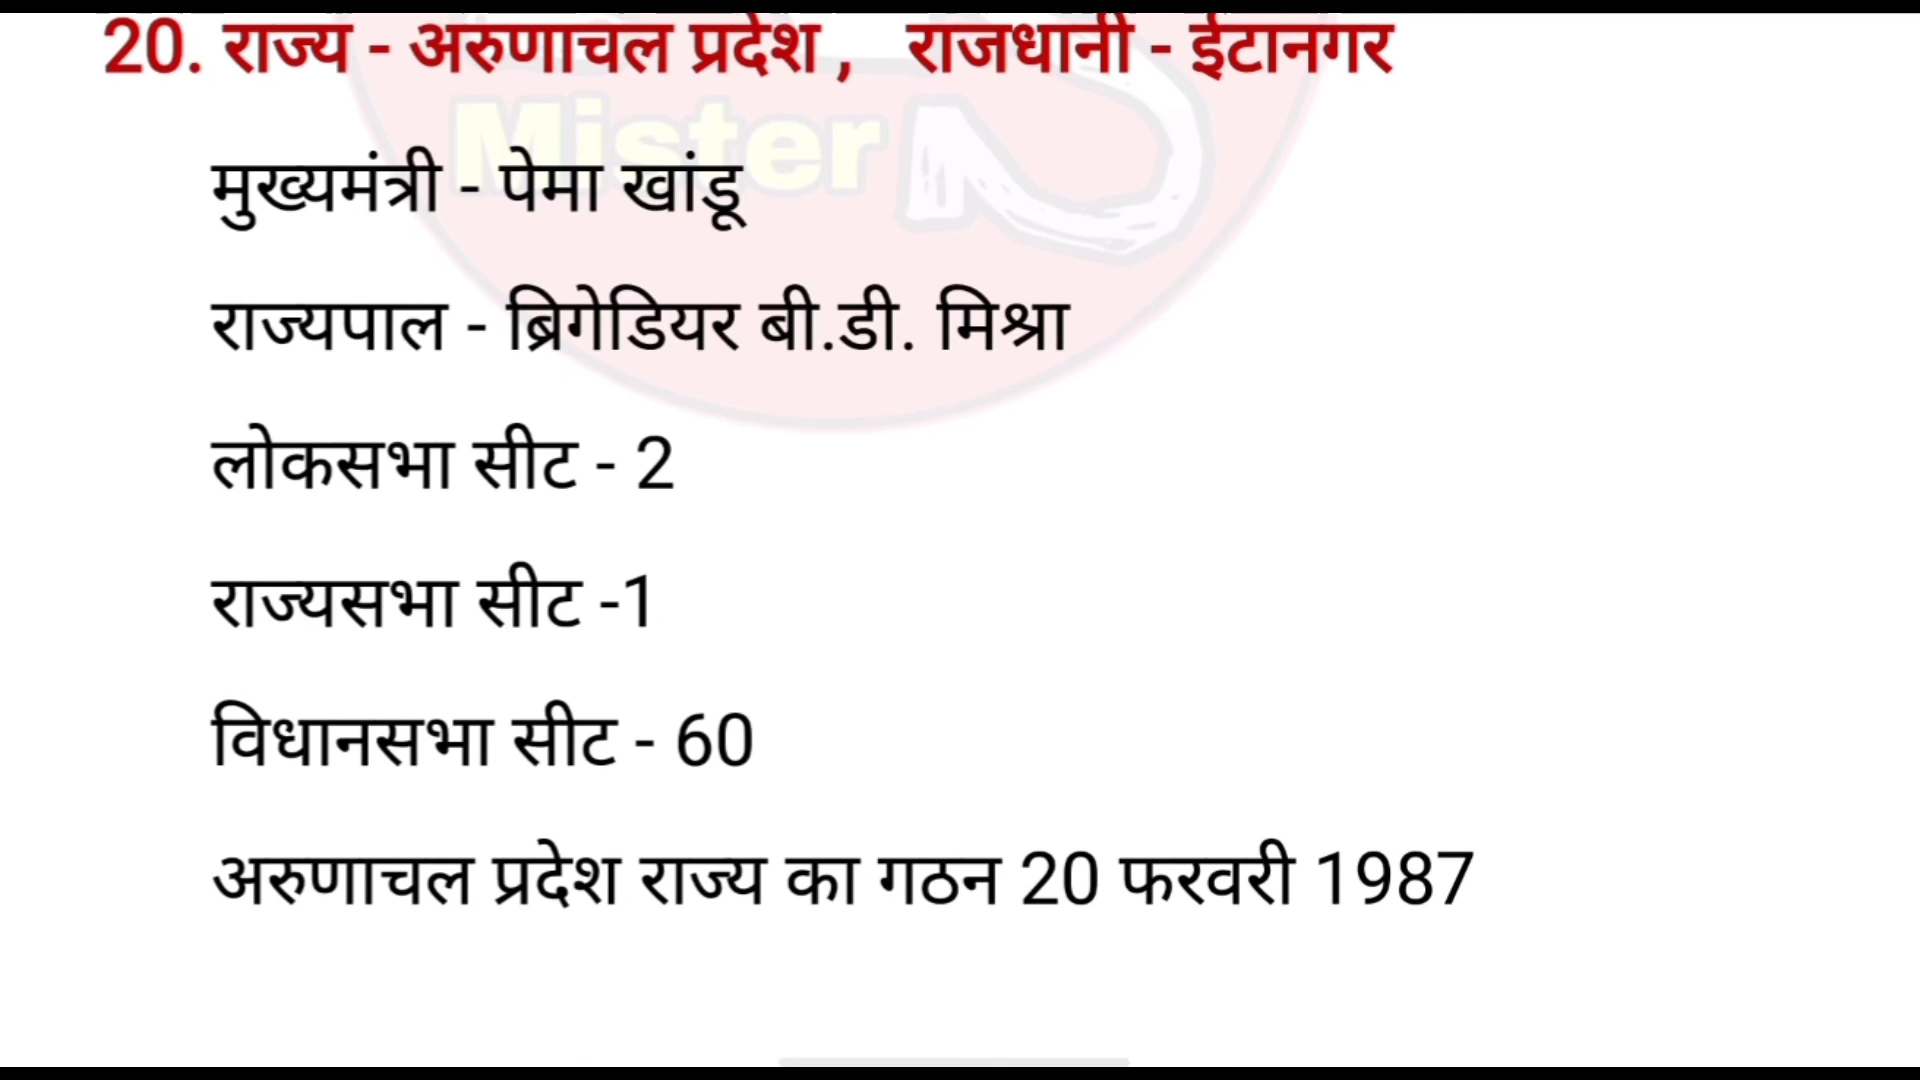 20. राज्य - अरुणाचल प्रदेश , राजधानी - ईटानगर
Mister
मुख्यमंत्री - पेमा खांडू
राज्यपाल - ब्रिगेडियर बी.डी. मिश्रा
लोकसभा सीट - 2
राज्यसभा सीट -1
विधानसभा सीट - 60
अरुणाचल प्रदेश राज्य का गठन 20 फरवरी 1987